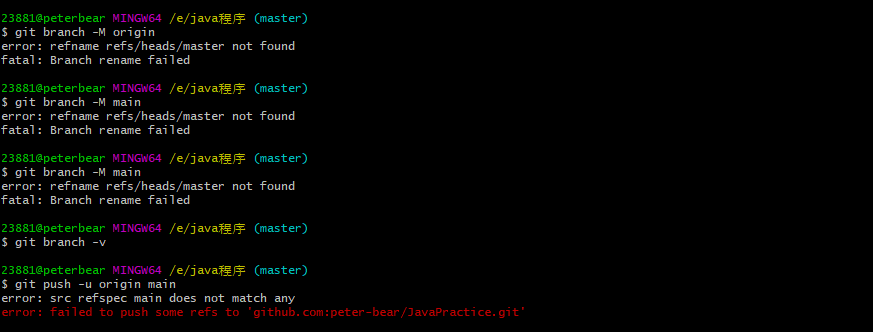 23881@peterbear MINGW64 /e/java程序 (master)
$ git branch -M origin
error: refname refs/heads/master not found
fatal: Branch rename failed
23881@peterbear MINGW64 /e/java程序 (master)
$ git branch -M main
error: refname refs/heads/master not found
fatal: Branch rename failed
23881@peterbear MINGW64 /e/java程序 (master)
$ git branch -M main
error: refname refs/heads/master not found
fatal: Branch rename failed
23881@peterbear MINGW64 /e/java程序 (master)
$ git branch -v
23881@peterbear MINGW64 /e/java程序 (master)
$ git push -u origin main
error: src refspec main does not match any
error: failed to push some refs to 'github.com:peter-bear/JavaPractice.git'